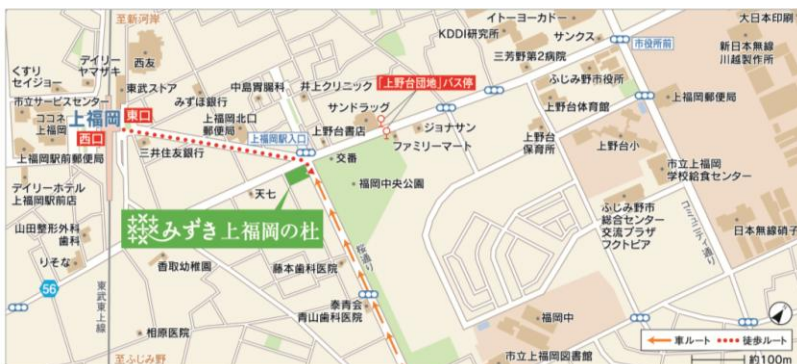 至新河岸
デイリー
ヤマザキ
西友
くすり
セイジョー
東武ストア
市立サービスセンター
みずほ銀行
ココネ
上福岡
上福岡
東口
西口
上福岡北口
郵便局
三井住友銀行
上福岡駅前郵便局
デイリーホテル
上福岡駅前店
山田整形外科
歯科
りそな
56
東武東上線
相原医院
香取幼稚園
至ふじみ野
中島胃腸科
井上クリニック
「上野台団地」バス停
サンドラッグ
上福岡駅入口
上野台書店
交番
ジョナサン
ファミリーマート
天七
福岡中央公園
みずき上福岡の杜
桜通り
藤本歯科医院
泰青会
青山歯科医院
イトーヨーカドー
KDDI研究所
サンクス
市役所前
大日本印刷
三芳野第2病院
新日本無線
川越製作所
ふじみ野市役所
上野台体育館
上福岡郵便局
上野台
保育所
上野台小
市立上福岡
学校給食センター
ふじみ野市
総合センター
交流プラザ
フクトピア
コミュニティ通り
日本無線硝子
福岡中
市立上福岡図書館
車ルート
徒歩ルート
約100m